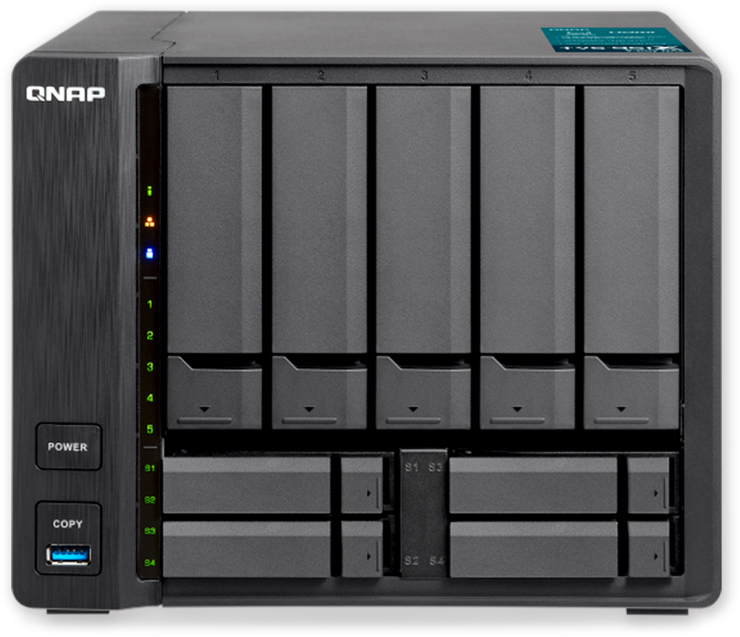 QNAP
1 2 3 4 5
1
2
3
4
5
POWER
COPY
S1
S2
S3
S4
S1 S3
S2 S4